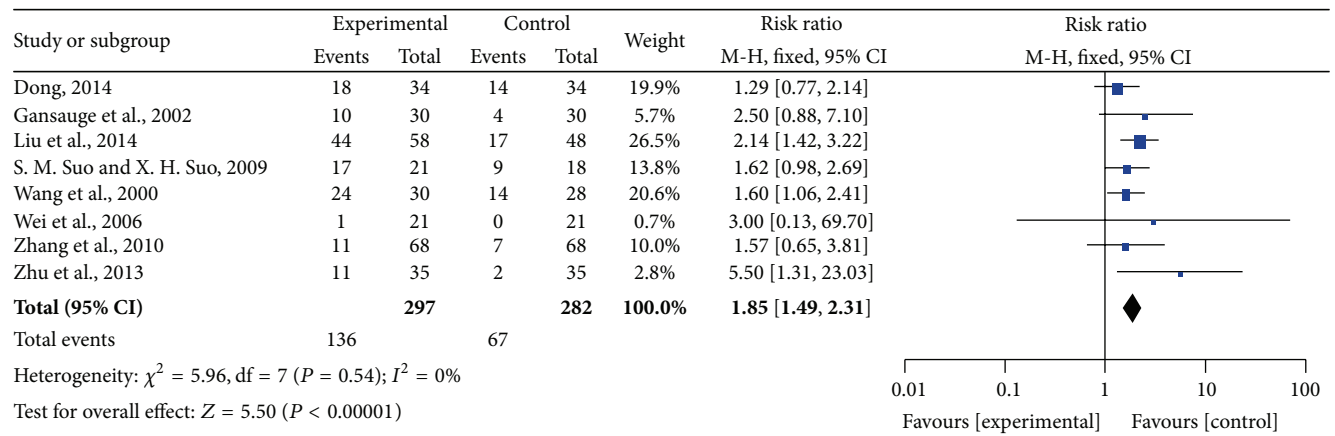 Study or subgroup Experimental Control Weight Risk ratio Risk ratio
Events Total Events Total M-H, fixed, 95% CI M-H, fixed, 95% CI
Dong, 2014 18 34 14 34 19.9% 1.29 [0.77, 2.14]
Gansauge et al., 2002 10 30 4 30 5.7% 2.50 [0.88, 7.10]
Liu et al., 2014 44 58 17 48 26.5% 2.14 [1.42, 3.22]
S. M. Suo and X. H. Suo, 2009 17 21 9 18 13.8% 1.62 [0.98, 2.69]
Wang et al., 2000 24 30 14 28 20.6% 1.60 [1.06, 2.41]
Wei et al., 2006 1 21 0 21 0.7% 3.00 [0.13, 69.70]
Zhang et al., 2010 11 68 7 68 10.0% 1.57 [0.65, 3.81]
Zhu et al., 2013 11 35 2 35 2.8% 5.50 [1.31, 23.03]
Total (95% CI) 297 282 100.0% 1.85 [1.49, 2.31]
Total events 136 67
Heterogeneity: χ² = 5.96, df = 7 (P = 0.54); I² = 0%
Test for overall effect: Z = 5.50 (P < 0.00001)
0.01 0.1 1 10 100
Favours [experimental] Favours [control]